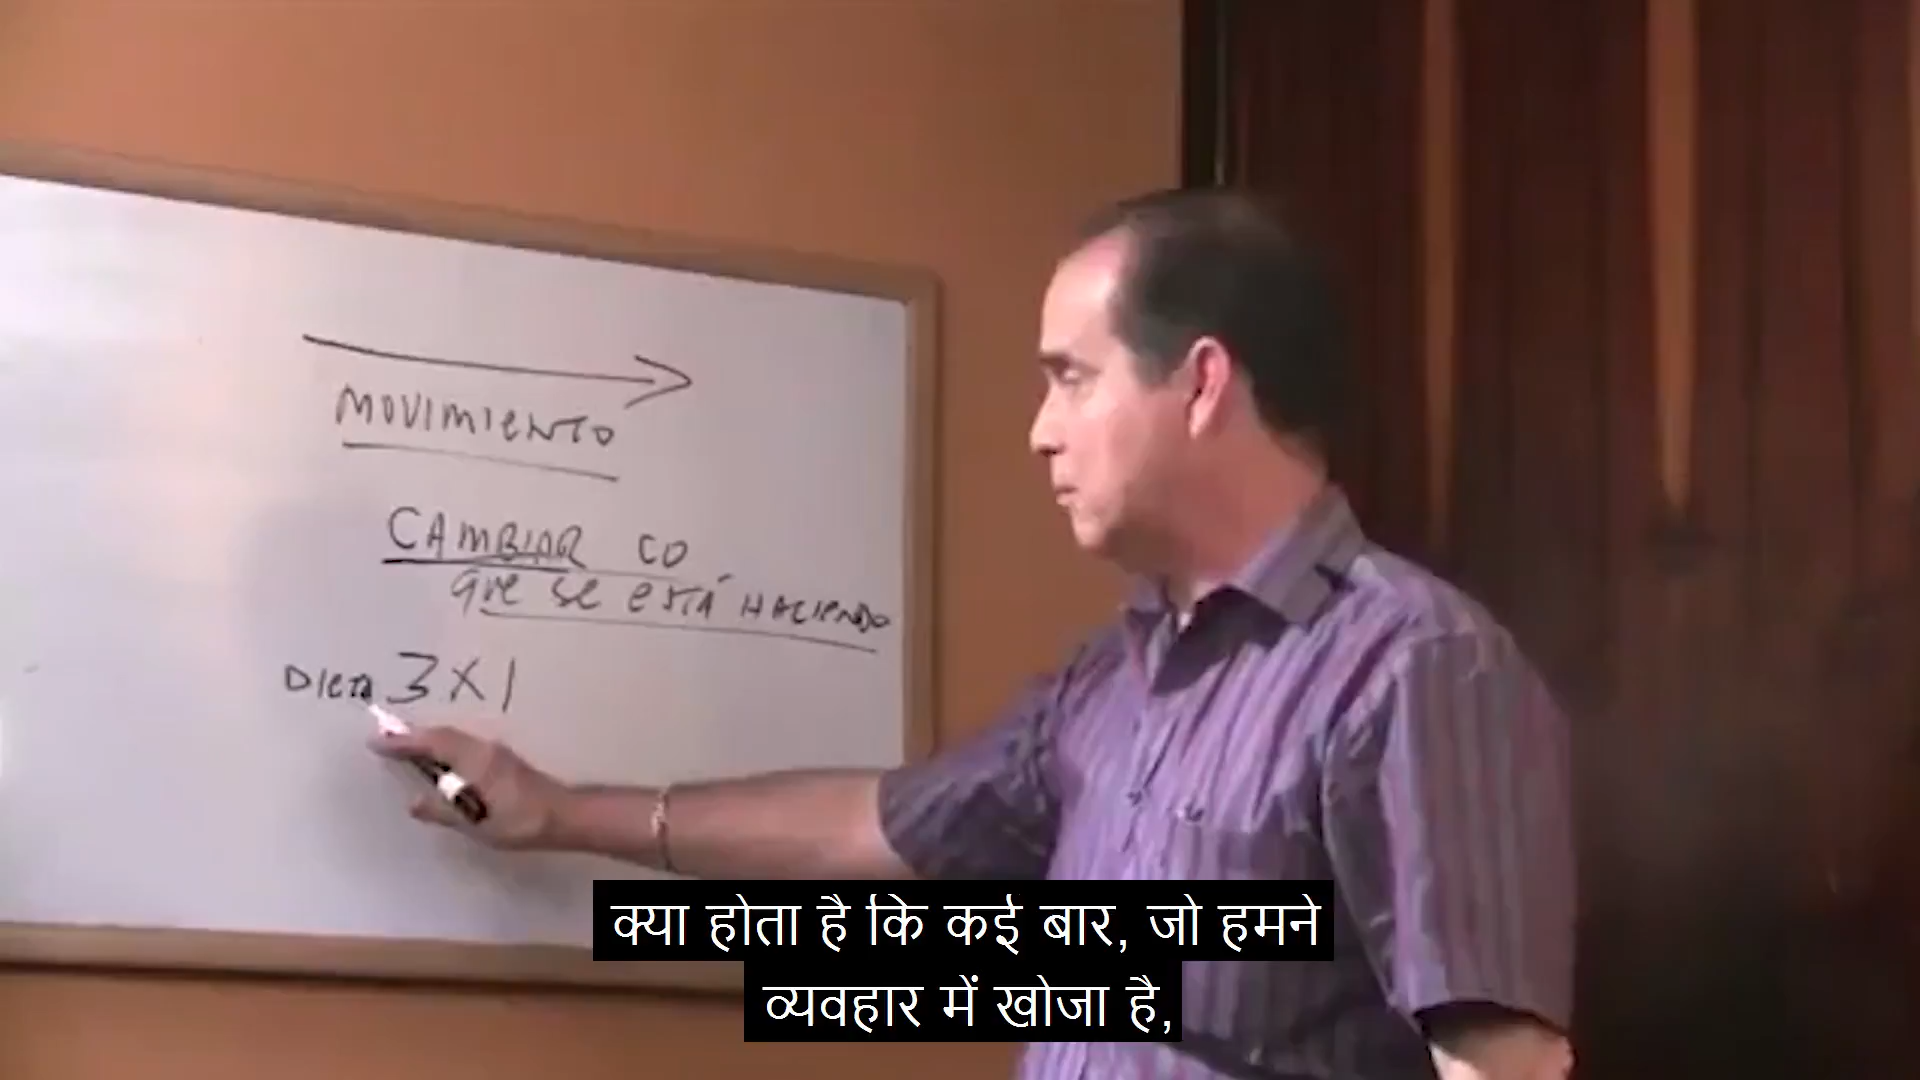 MOVIMIENTO
CAMBIAR LO
QUE SE ESTÁ HACIENDO
DIETA 3X1
क्या होता है कि कई बार, जो हमने
व्यवहार में खोजा है,